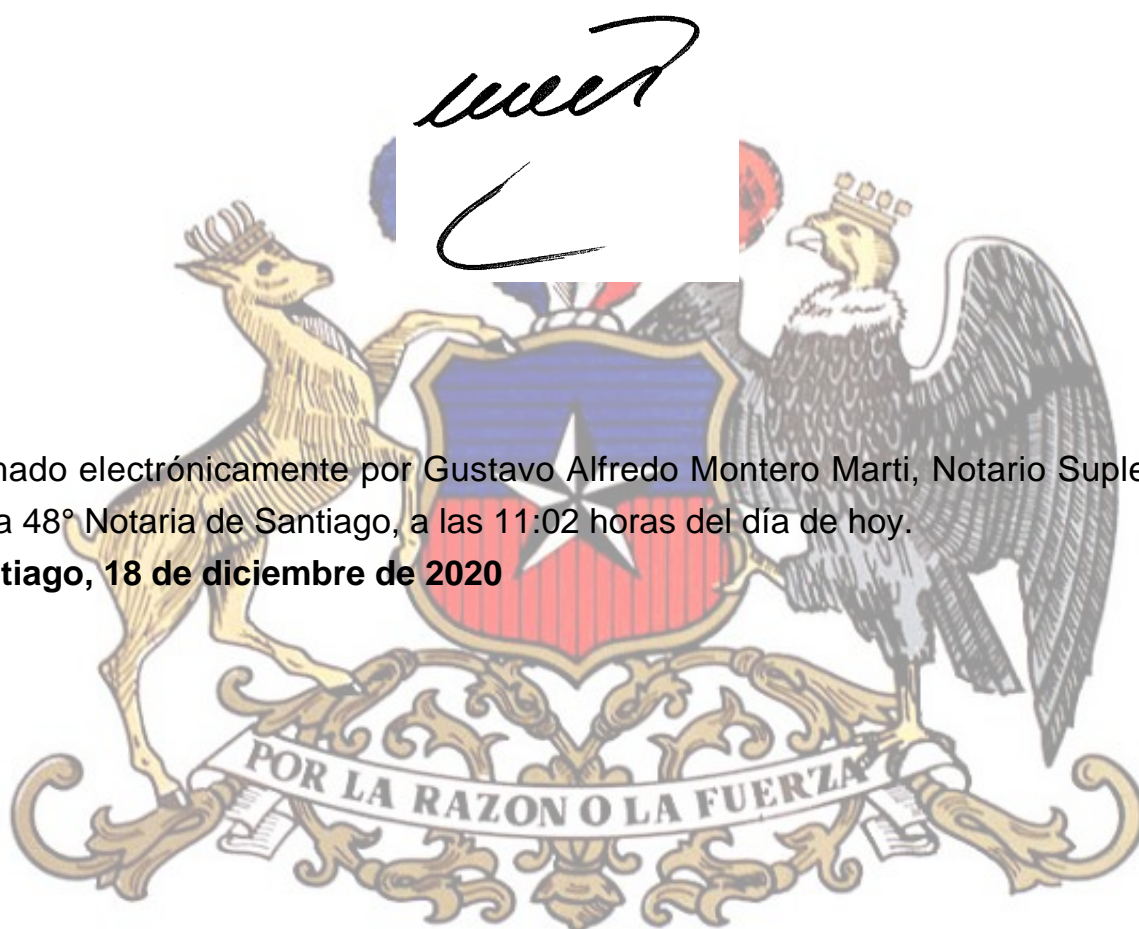 nado electrónicamente por Gustavo Alfredo Montero Marti, Notario Suple
a 48° Notaria de Santiago, a las 11:02 horas del día de hoy.
tiago, 18 de diciembre de 2020
POR LA RAZON O LA FUERZA